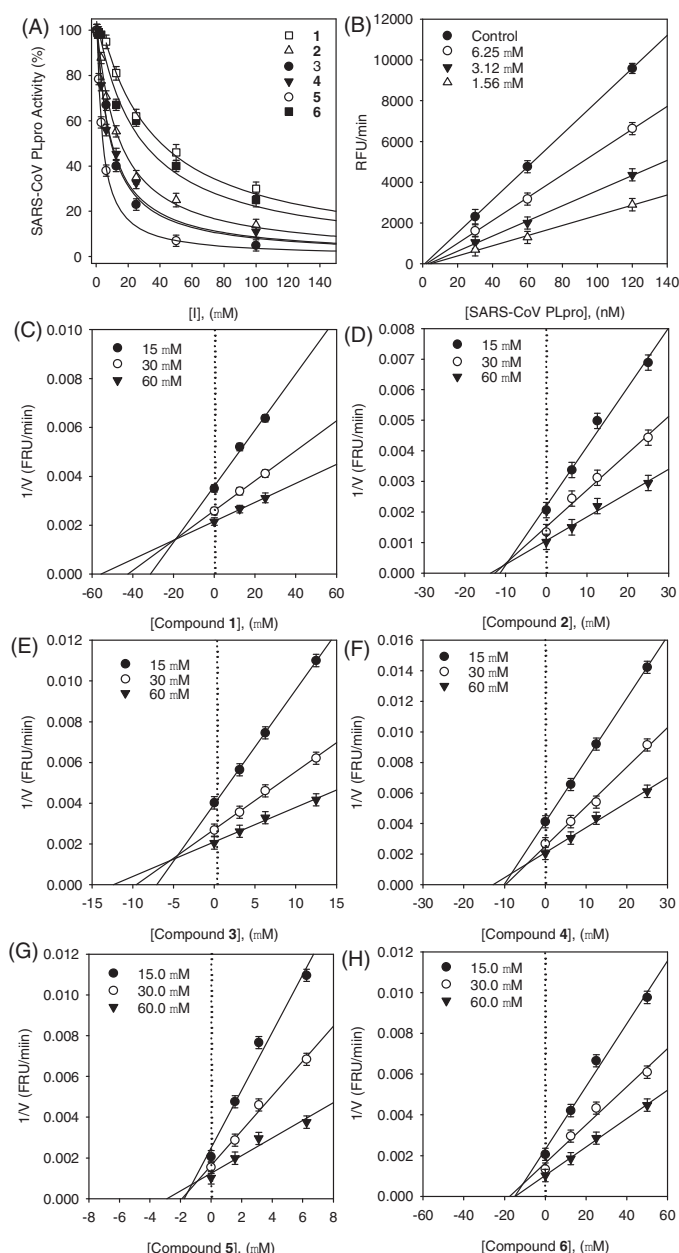 (A)
SARS-CoV PLpro Activity (%)
100
80
60
40
20
0
1
2
3
4
5
6
0 20 40 60 80 100 120 140
[I], (mM)
(B)
RFU/min
12000
10000
8000
6000
4000
2000
0
Control
6.25 mM
3.12 mM
1.56 mM
0 20 40 60 80 100 120 140
[SARS-CoV PLpro], (nM)
(C)
1/V (FRU/miin)
0.010
0.008
0.006
0.004
0.002
0.000
15 mM
30 mM
60 mM
-60 -40 -20 0 20 40 60
[Compound 1], (mM)
(D)
1/V (FRU/miin)
0.008
0.007
0.006
0.005
0.004
0.003
0.002
0.001
0.000
15 mM
30 mM
60 mM
-30 -20 -10 0 10 20 30
[Compound 2], (mM)
(E)
1/V (FRU/miin)
0.012
0.010
0.008
0.006
0.004
0.002
0.000
15 mM
30 mM
60 mM
-15 -10 -5 0 5 10 15
[Compound 3], (mM)
(F)
1/V (FRU/miin)
0.016
0.014
0.012
0.010
0.008
0.006
0.004
0.002
0.000
15 mM
30 mM
60 mM
-30 -20 -10 0 10 20 30
[Compound 4], (mM)
(G)
1/V (FRU/miin)
0.012
0.010
0.008
0.006
0.004
0.002
0.000
15.0 mM
30.0 mM
60.0 mM
-6 -4 -2 0 2 4 6 8
[Compound 5], (mM)
(H)
1/V (FRU/miin)
0.012
0.010
0.008
0.006
0.004
0.002
0.000
15.0 mM
30.0 mM
60.0 mM
-60 -40 -20 0 20 40 60
[Compound 6], (mM)